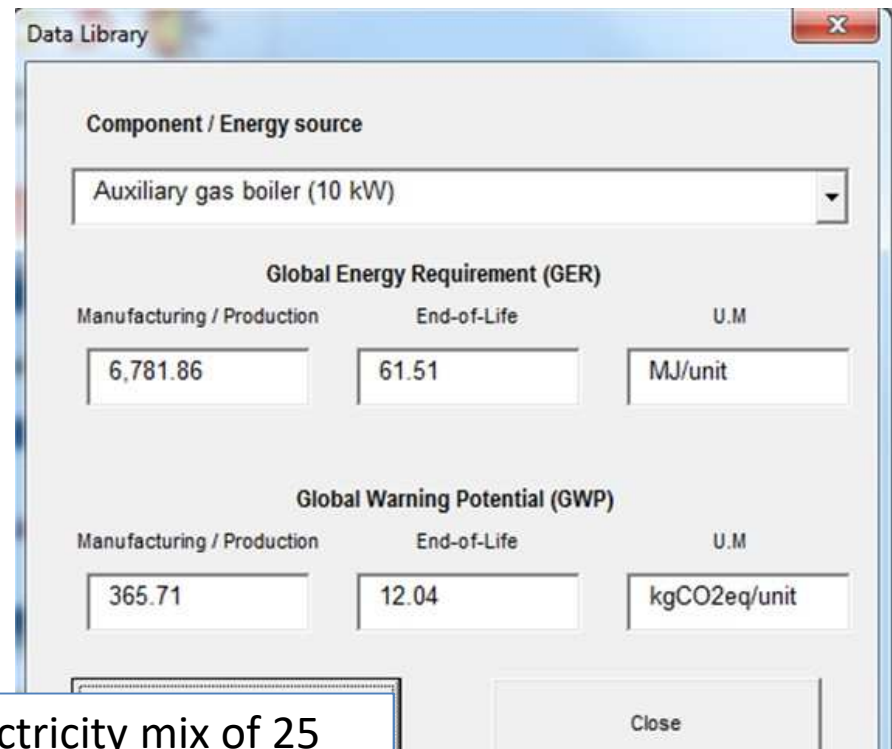 Data Library
Component / Energy source
Auxiliary gas boiler (10 kW)
Global Energy Requirement (GER)
Manufacturing / Production End-of-Life U.M
6,781.86 61.51 MJ/unit
Global Warning Potential (GWP)
Manufacturing / Production End-of-Life U.M
365.71 12.04 kgCO2eq/unit
Close
mix of 25